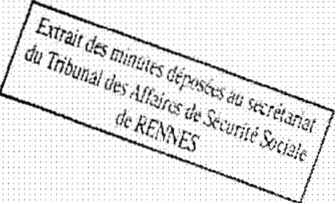 Extrait des minutes déposées au secrétariat
du Tribunal des Affaires de Sécurité Sociale
de RENNES